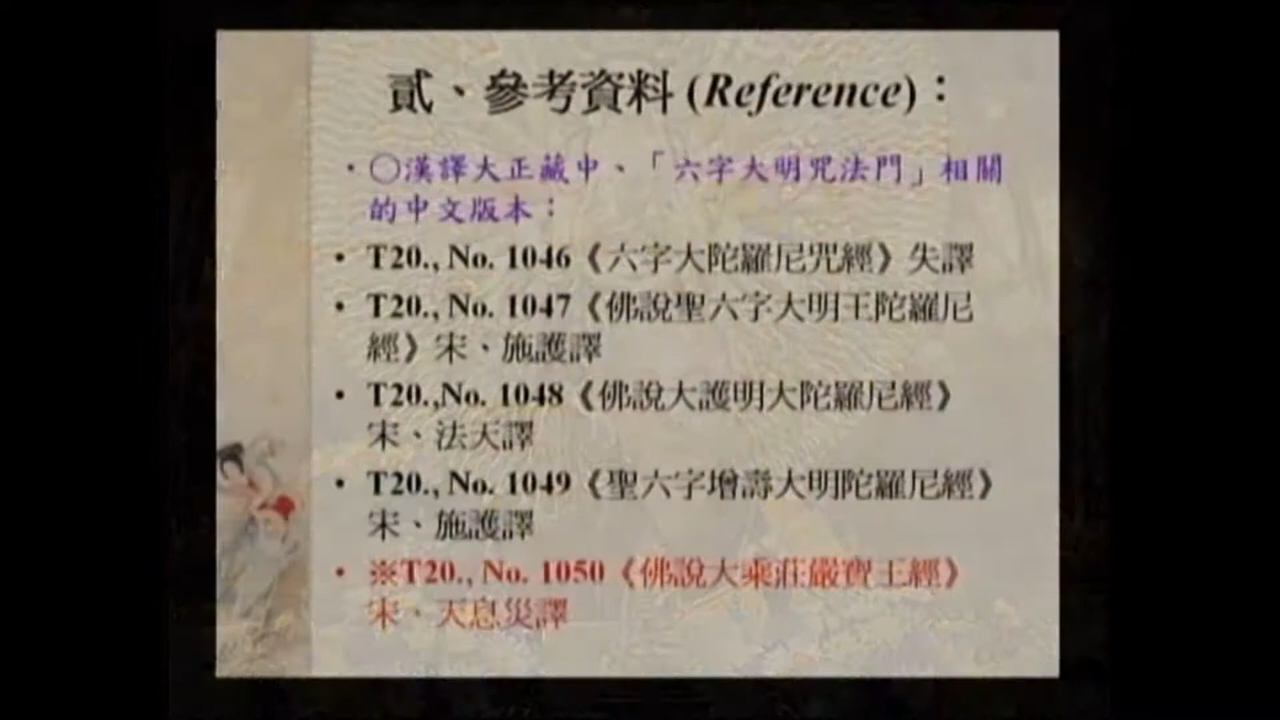 貳、參考資料 (Reference)：
・○漢譯大正藏中、「六字大明咒法門」相關
的中文版本：
• T20., No. 1046《六字大陀羅尼咒經》失譯
• T20., No. 1047《佛說聖六字大明王陀羅尼
經》宋、施護譯
• T20.,No. 1048《佛說大護明大陀羅尼經》
宋、法天譯
• T20., No. 1049《聖六字增壽大明陀羅尼經》
宋、施護譯
• ※T20., No. 1050《佛說大乘莊嚴寶王經》
宋、天息災譯